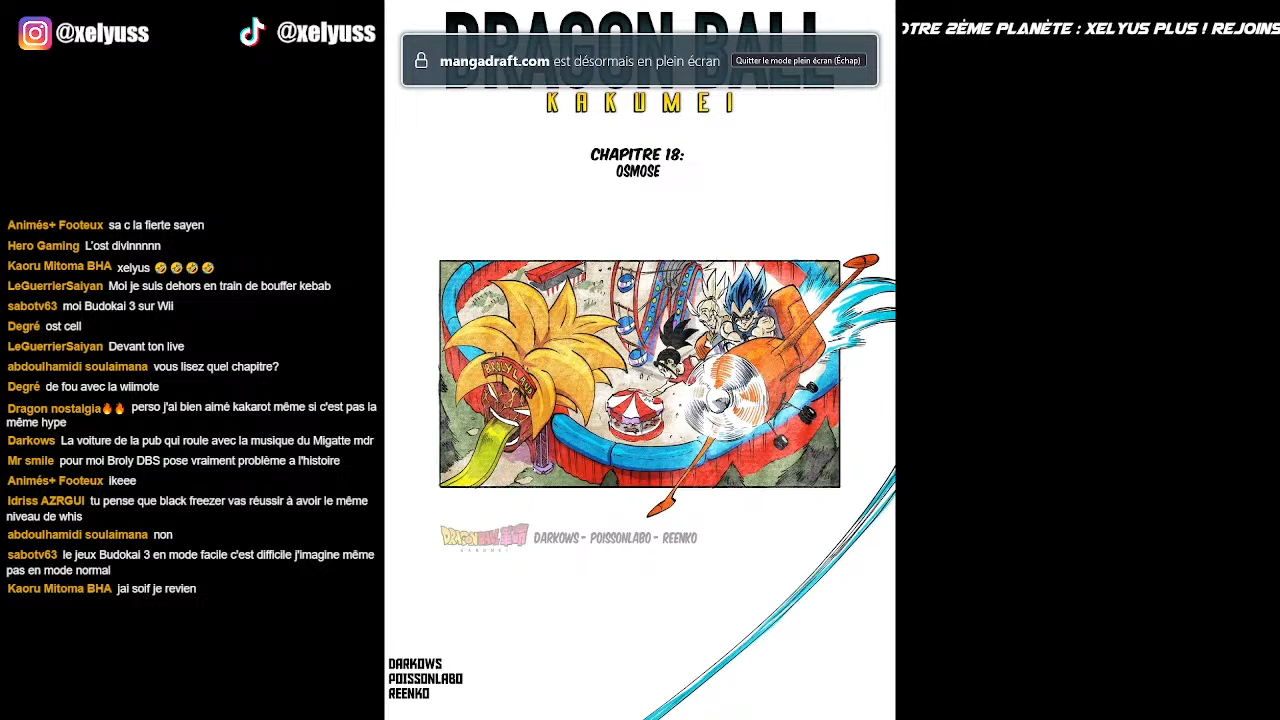 @xelyuss
@xelyuss
OTRE 2ÈME PLANÈTE : XELYUS PLUS ! REJOINS
DRAGON BALL
mangadraft.com est désormais en plein écran
Quitter le mode plein écran (Échap)
KAKUMEI
CHAPITRE 18:
OSMOSE
Animés+ Footeux sa c la fierte sayen
Hero Gaming L'ost divinnnnn
Kaoru Mitoma BHA xelyus 🤣🤣🤣🤣
LeGuerrierSaiyan Moi je suis dehors en train de bouffer kebab
sabotv63 moi Budokai 3 sur Wii
Degré ost cell
LeGuerrierSaiyan Devant ton live
abdoulhamidi soulaimana vous lisez quel chapitre?
Degré de fou avec la wiimote
Dragon nostalgia🔥🔥 perso j'ai bien aimé kakarot même si c'est pas la
même hype
Darkows La voiture de la pub qui roule avec la musique du Migatte mdr
Mr smile pour moi Broly DBS pose vraiment problème a l'histoire
Animés+ Footeux ikeee
Idriss AZRGUI tu pense que black freezer vas réussir à avoir le même
niveau de whis
abdoulhamidi soulaimana non
sabotv63 le jeux Budokai 3 en mode facile c'est difficile j'imagine même
pas en mode normal
Kaoru Mitoma BHA jai soif je revien
BROLY LAND
DRAGON BALL 革命
KAKUMEI
DARKOWS - POISSONLABO - REENKO
DARKOWS
POISSONLABO
REENKO